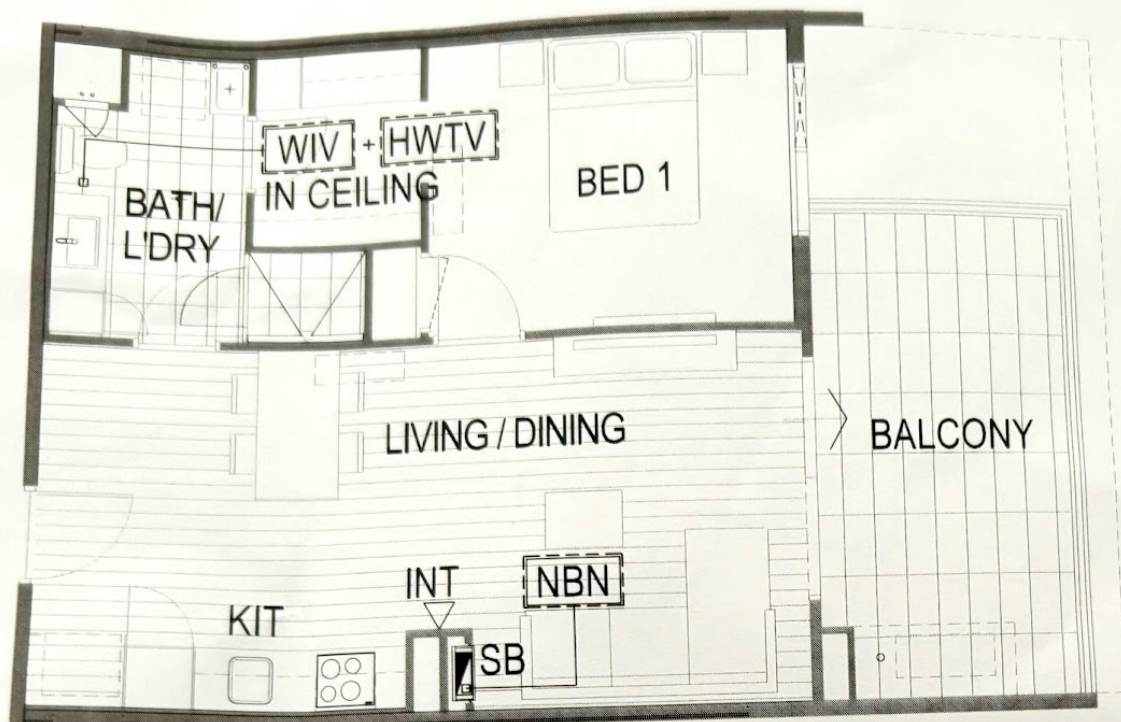 WIV + HWTV
IN CEILING
BED 1
BATH/
L'DRY
LIVING / DINING
BALCONY
INT
NBN
KIT
SB